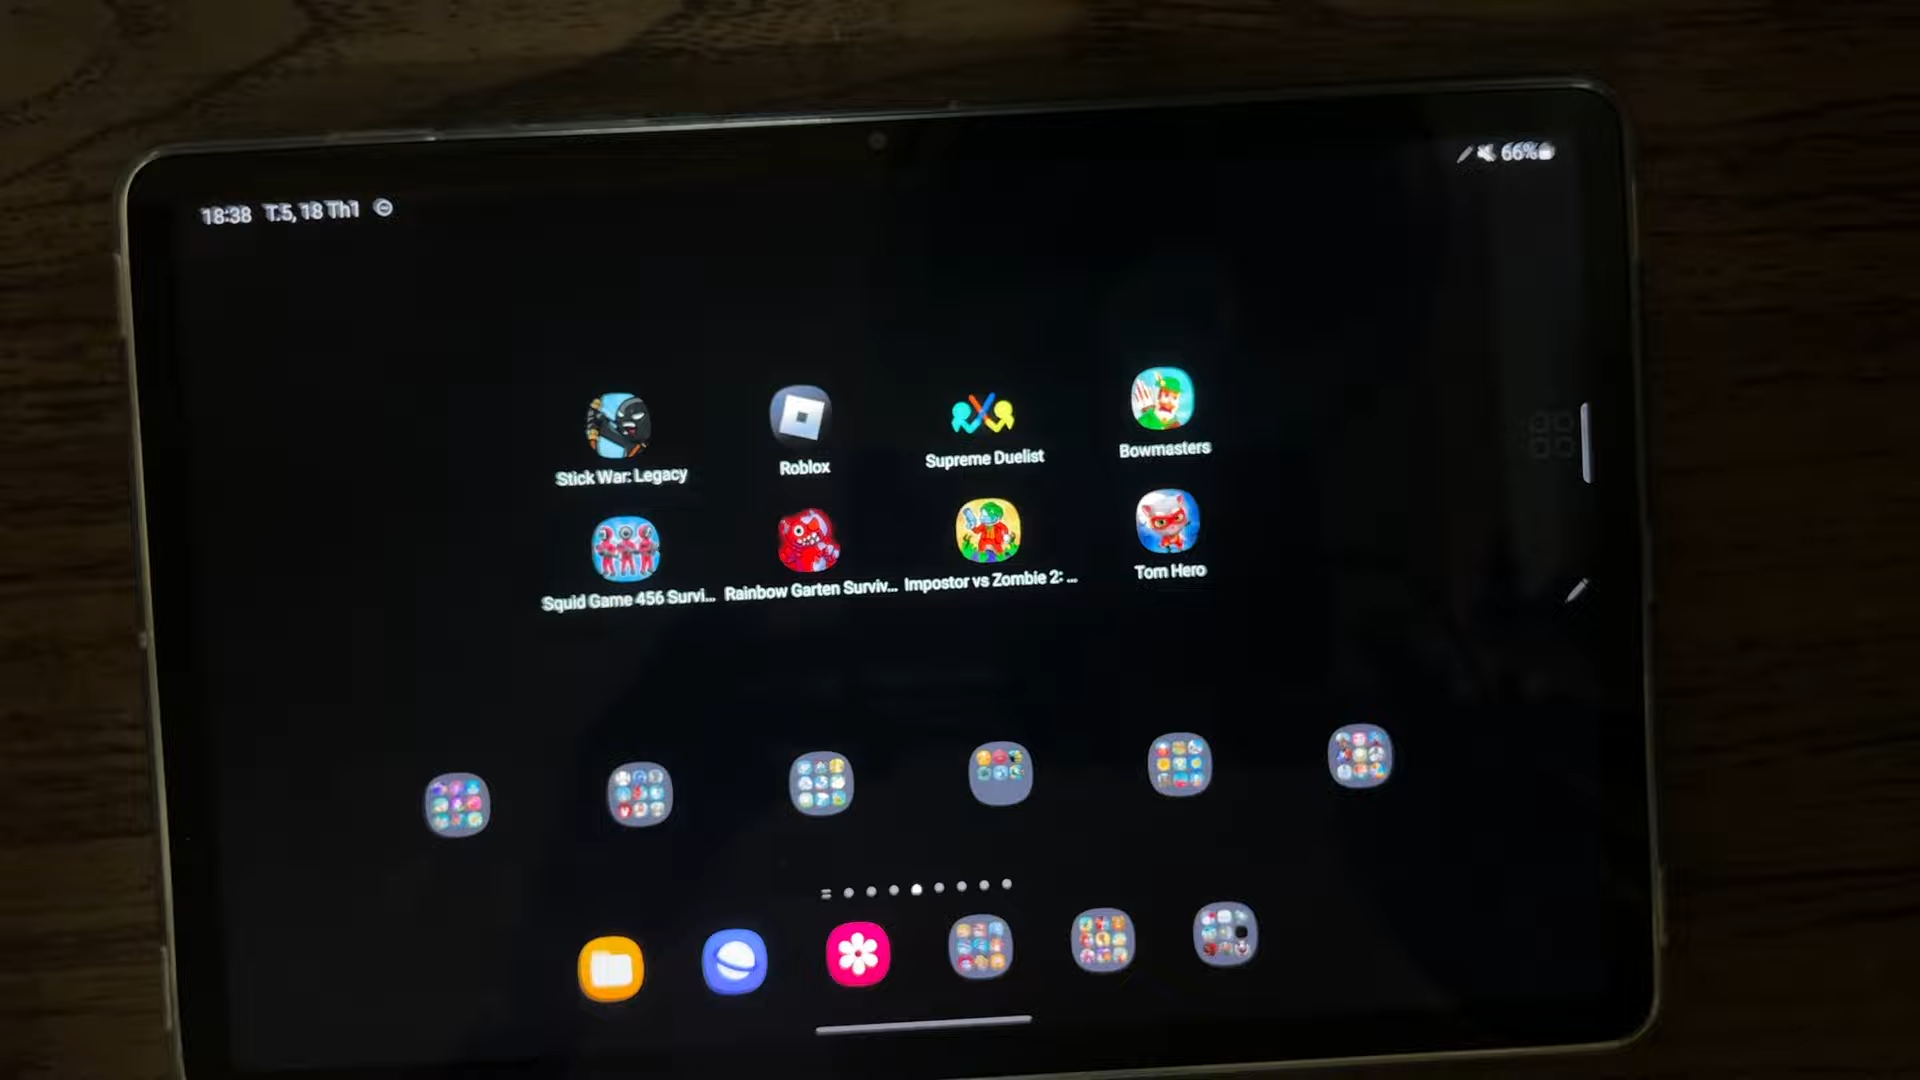 18:38 T.5, 18 Th1
66%
Stick War: Legacy
Roblox
Supreme Duelist
Bowmasters
Squid Game 456 Survi...
Rainbow Garten Surviv...
Impostor vs Zombie 2: ...
Tom Hero